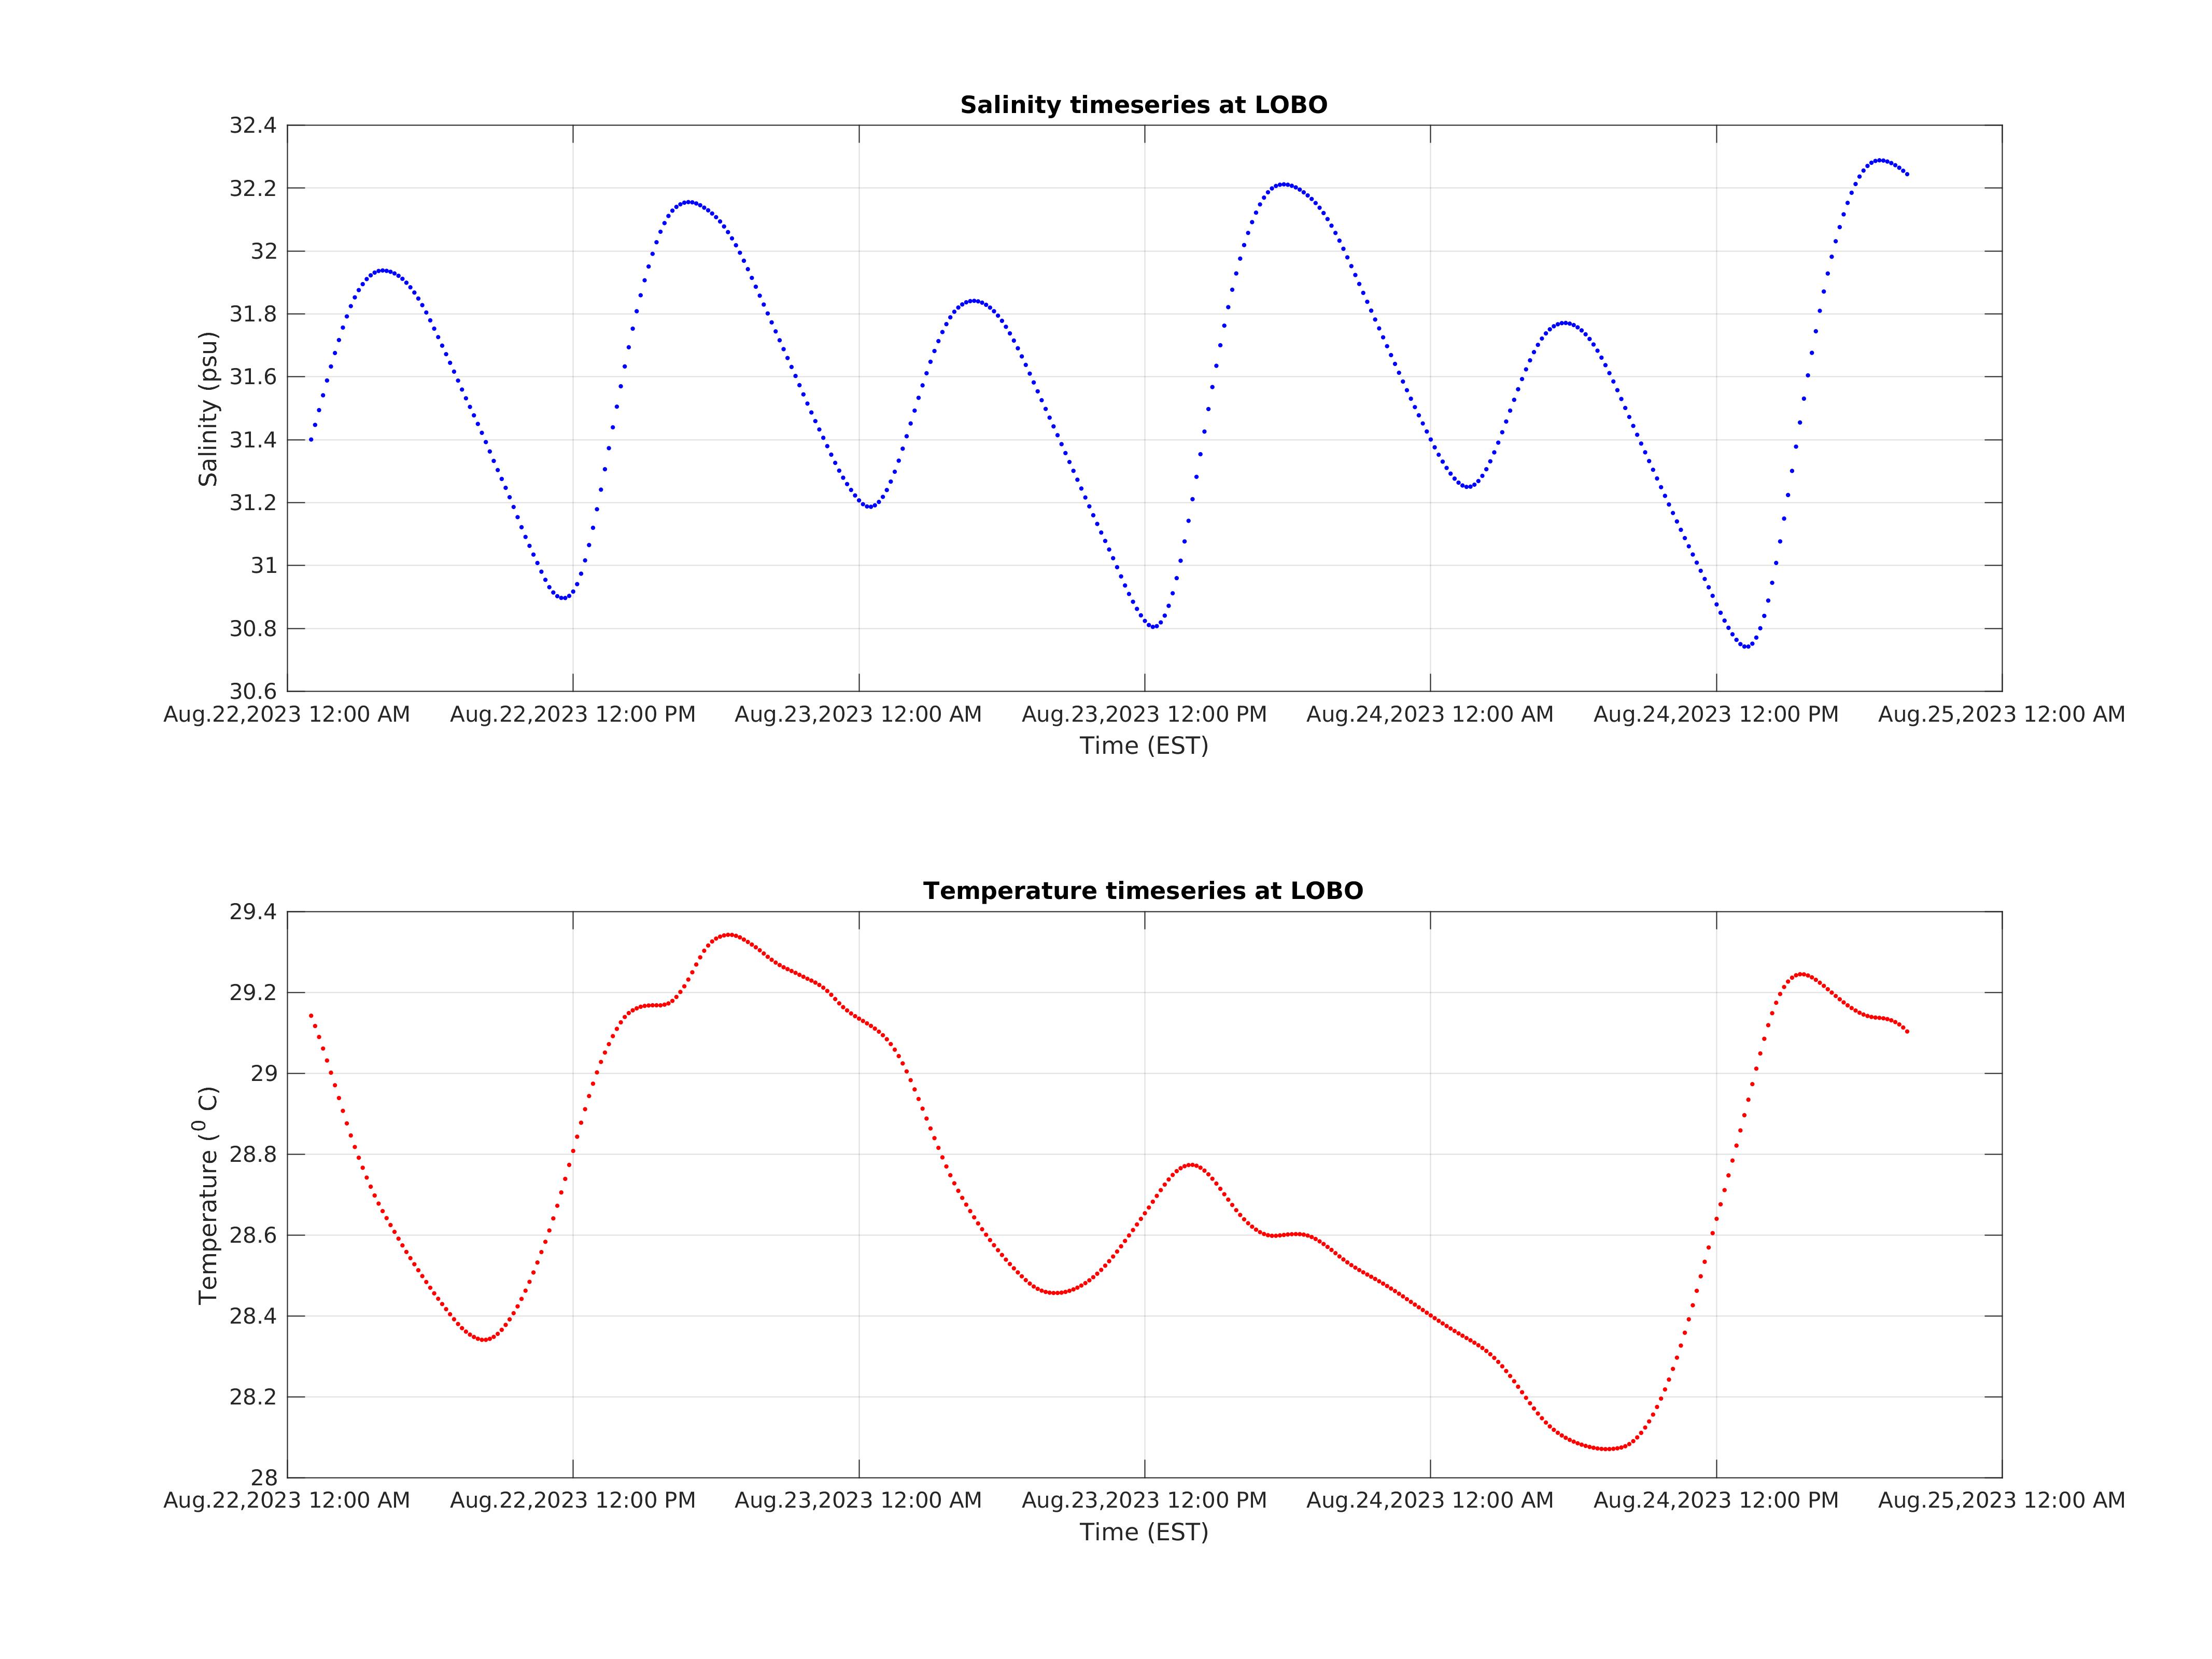 Salinity timeseries at LOBO
32.4
32.2
32
31.8
31.6
31.4
31.2
31
30.8
30.6
Salinity (psu)
Aug.22,2023 12:00 AM Aug.22,2023 12:00 PM Aug.23,2023 12:00 AM Aug.23,2023 12:00 PM Aug.24,2023 12:00 AM Aug.24,2023 12:00 PM Aug.25,2023 12:00 AM
Time (EST)
Temperature timeseries at LOBO
29.4
29.2
29
28.8
28.6
28.4
28.2
28
Temperature (⁰ C)
Aug.22,2023 12:00 AM Aug.22,2023 12:00 PM Aug.23,2023 12:00 AM Aug.23,2023 12:00 PM Aug.24,2023 12:00 AM Aug.24,2023 12:00 PM Aug.25,2023 12:00 AM
Time (EST)